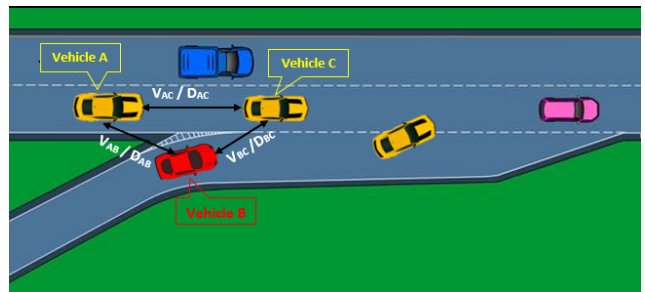 Vehicle A
Vehicle C
VAC / DAC
VAB / DAB
VBC /DBC
Vehicle B